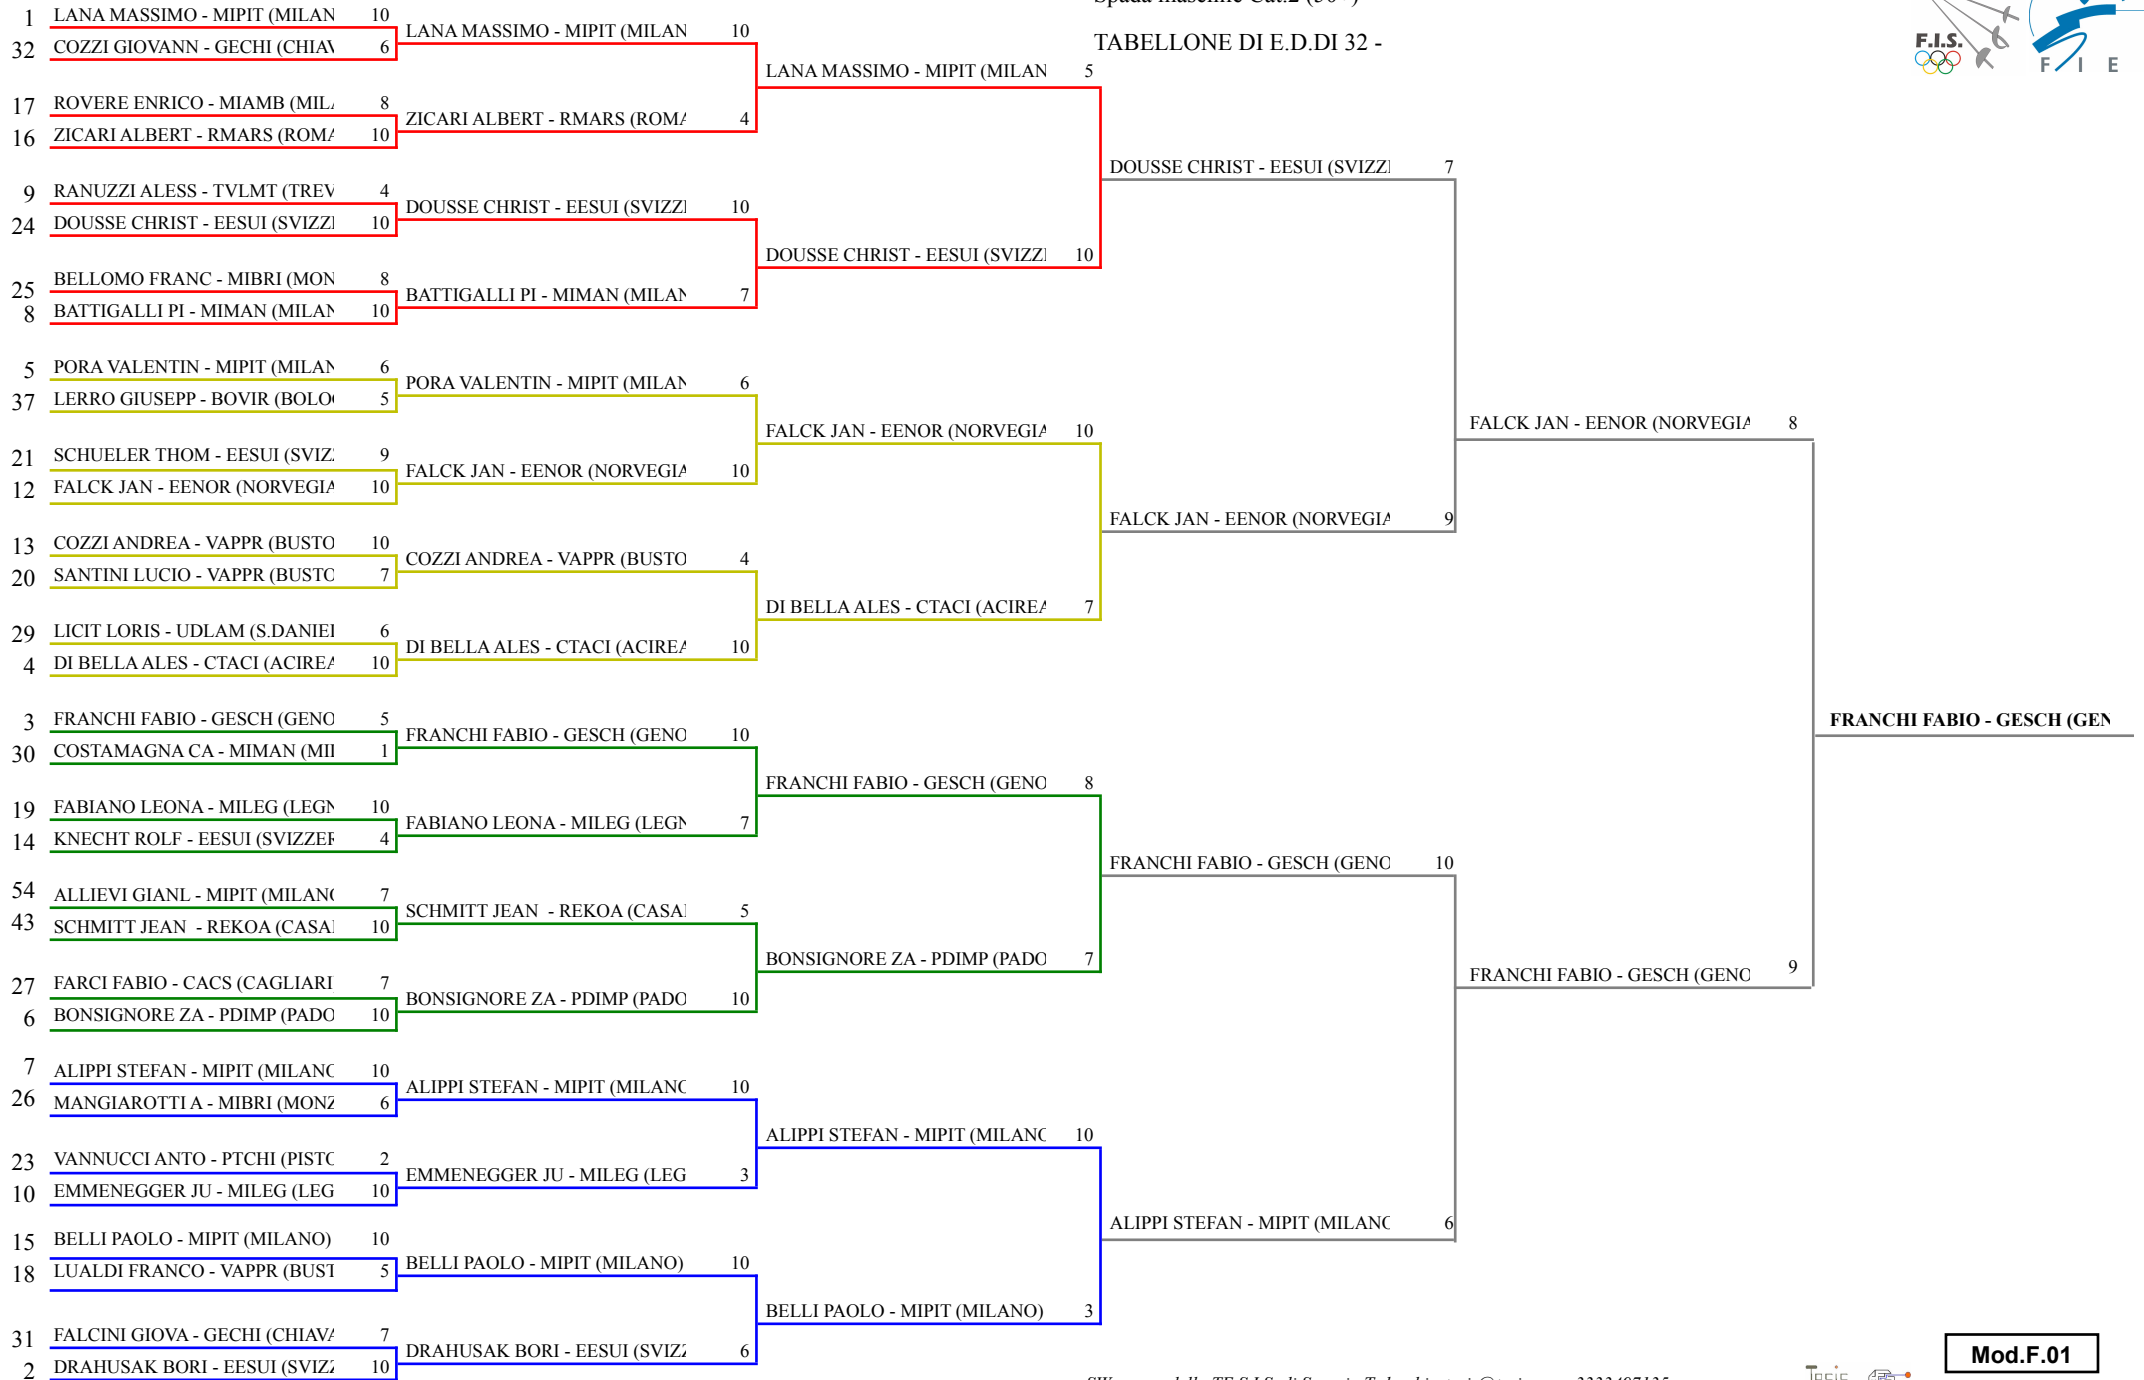 TABELLONE DI E.D.DI 32 -
F.I.S.
F I E
1 LANA MASSIMO - MIPIT (MILAN 10
32 COZZI GIOVANN - GECHI (CHIAV 6
17 ROVERE ENRICO - MIAMB (MIL 8
16 ZICARI ALBERT - RMARS (ROMA 10
9 RANUZZI ALESS - TVLMT (TREV 4
24 DOUSSE CHRIST - EESUI (SVIZZ 10
25 BELLOMO FRANC - MIBRI (MON 8
8 BATTIGALLI PI - MIMAN (MILAN 10
5 PORA VALENTIN - MIPIT (MILAN 6
37 LERRO GIUSEPP - BOVIR (BOLO 5
21 SCHUELER THOM - EESUI (SVIZ 9
12 FALCK JAN - EENOR (NORVEGIA 10
13 COZZI ANDREA - VAPPR (BUSTO 10
20 SANTINI LUCIO - VAPPR (BUSTO 7
29 LICIT LORIS - UDLAM (S.DANIE 6
4 DI BELLA ALES - CTACI (ACIREA 10
3 FRANCHI FABIO - GESCH (GENO 5
30 COSTAMAGNA CA - MIMAN (MI 1
19 FABIANO LEONA - MILEG (LEGN 10
14 KNECHT ROLF - EESUI (SVIZZER 4
54 ALLIEVI GIANL - MIPIT (MILAN 7
43 SCHMITT JEAN - REKOA (CASA 10
27 FARCI FABIO - CACS (CAGLIARI 7
6 BONSIGNORE ZA - PDIMP (PADO 10
7 ALIPPI STEFAN - MIPIT (MILANO 10
26 MANGIAROTTI A - MIBRI (MONZ 6
23 VANNUCCI ANTO - PTCHI (PISTO 2
10 EMMENEGGER JU - MILEG (LEG 10
15 BELLI PAOLO - MIPIT (MILANO) 10
18 LUALDI FRANCO - VAPPR (BUST 5
31 FALCINI GIOVA - GECHI (CHIAVA 7
2 DRAHUSAK BORI - EESUI (SVIZZ 10
LANA MASSIMO - MIPIT (MILAN 10
ZICARI ALBERT - RMARS (ROMA 4
DOUSSE CHRIST - EESUI (SVIZZ 10
BATTIGALLI PI - MIMAN (MILAN 7
PORA VALENTIN - MIPIT (MILAN 6
FALCK JAN - EENOR (NORVEGIA 10
COZZI ANDREA - VAPPR (BUSTO 4
DI BELLA ALES - CTACI (ACIREA 10
FRANCHI FABIO - GESCH (GENO 10
FABIANO LEONA - MILEG (LEGN 7
SCHMITT JEAN - REKOA (CASA 5
BONSIGNORE ZA - PDIMP (PADO 10
ALIPPI STEFAN - MIPIT (MILANO 10
EMMENEGGER JU - MILEG (LEG 3
BELLI PAOLO - MIPIT (MILANO) 10
DRAHUSAK BORI - EESUI (SVIZZ 6
LANA MASSIMO - MIPIT (MILAN 5
DOUSSE CHRIST - EESUI (SVIZZ 10
FALCK JAN - EENOR (NORVEGIA 10
DI BELLA ALES - CTACI (ACIREA 7
FRANCHI FABIO - GESCH (GENO 8
BONSIGNORE ZA - PDIMP (PADO 7
ALIPPI STEFAN - MIPIT (MILANO 10
BELLI PAOLO - MIPIT (MILANO) 3
DOUSSE CHRIST - EESUI (SVIZZ 7
FALCK JAN - EENOR (NORVEGIA 9
FRANCHI FABIO - GESCH (GENO 10
ALIPPI STEFAN - MIPIT (MILANO 6
FALCK JAN - EENOR (NORVEGIA 8
FRANCHI FABIO - GESCH (GENO 9
FRANCHI FABIO - GESCH (GEN
Mod.F.01